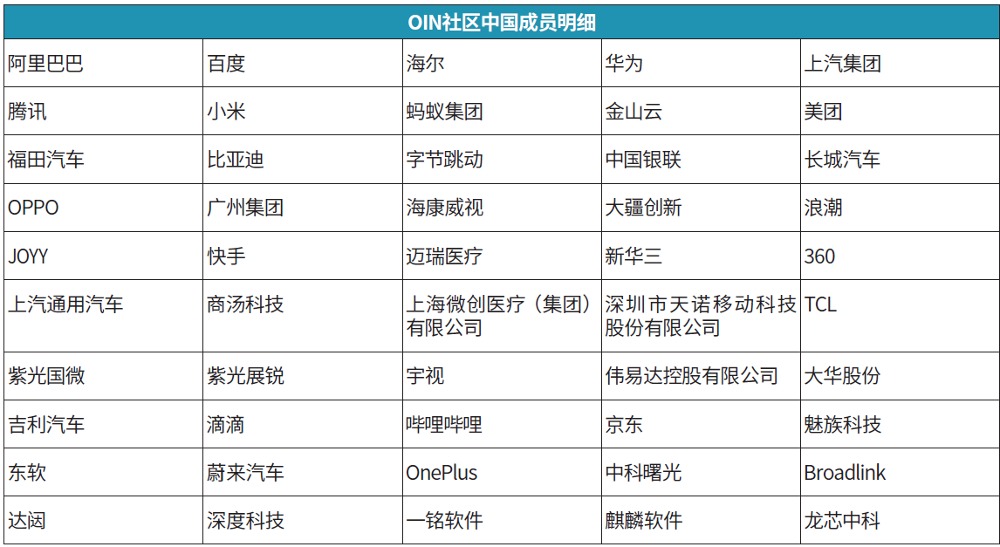 OIN社区中国成员明细
阿里巴巴 百度 海尔 华为 上汽集团
腾讯 小米 蚂蚁集团 金山云 美团
福田汽车 比亚迪 字节跳动 中国银联 长城汽车
OPPO 广州集团 海康威视 大疆创新 浪潮
JOYY 快手 迈瑞医疗 新华三 360
上汽通用汽车 商汤科技 上海微创医疗（集团） 深圳市天诺移动科技 TCL
有限公司 股份有限公司
紫光国微 紫光展锐 宇视 伟易达控股有限公司 大华股份
吉利汽车 滴滴 哔哩哔哩 京东 魅族科技
东软 蔚来汽车 OnePlus 中科曙光 Broadlink
达闼 深度科技 一铭软件 麒麟软件 龙芯中科